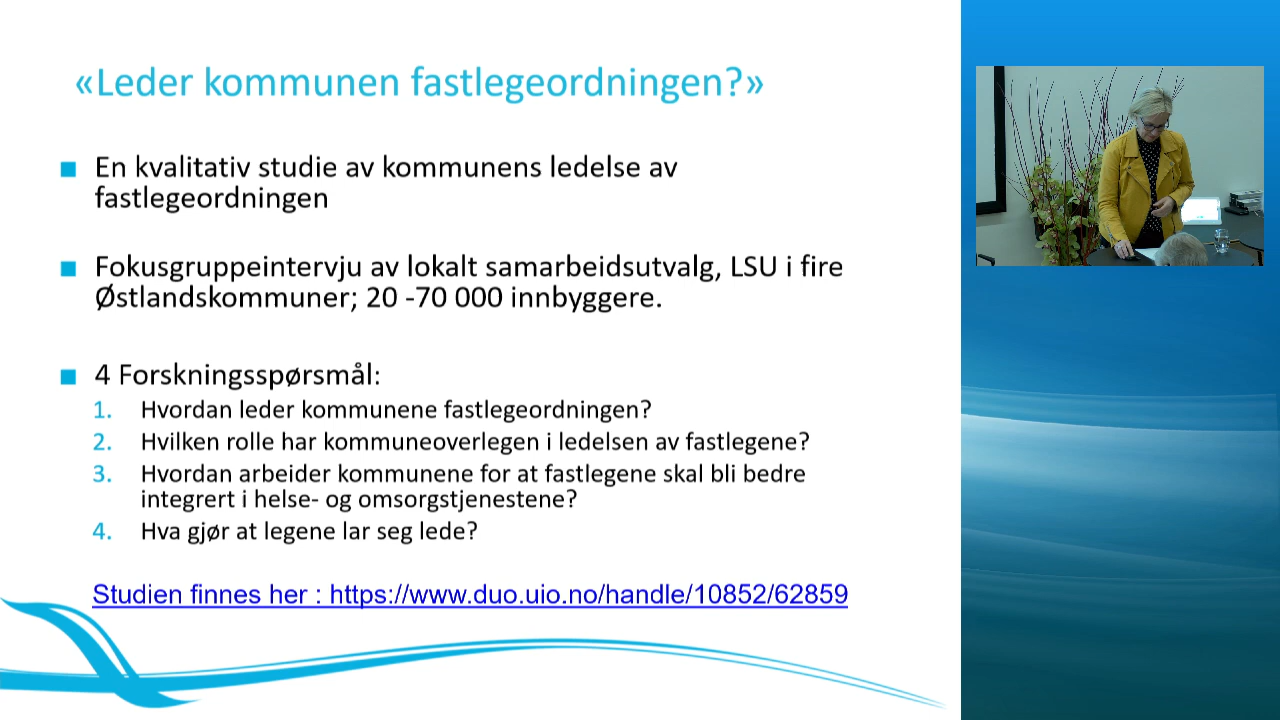 «Leder kommunen fastlegeordningen?»
■ En kvalitativ studie av kommunens ledelse av
fastlegeordningen
■ Fokusgruppeintervju av lokalt samarbeidsutvalg, LSU i fire
Østlandskommuner; 20 -70 000 innbyggere.
■ 4 Forskningsspørsmål:
1. Hvordan leder kommunene fastlegeordningen?
2. Hvilken rolle har kommuneoverlegen i ledelsen av fastlegene?
3. Hvordan arbeider kommunene for at fastlegene skal bli bedre
integrert i helse- og omsorgstjenestene?
4. Hva gjør at legene lar seg lede?
Studien finnes her : https://www.duo.uio.no/handle/10852/62859